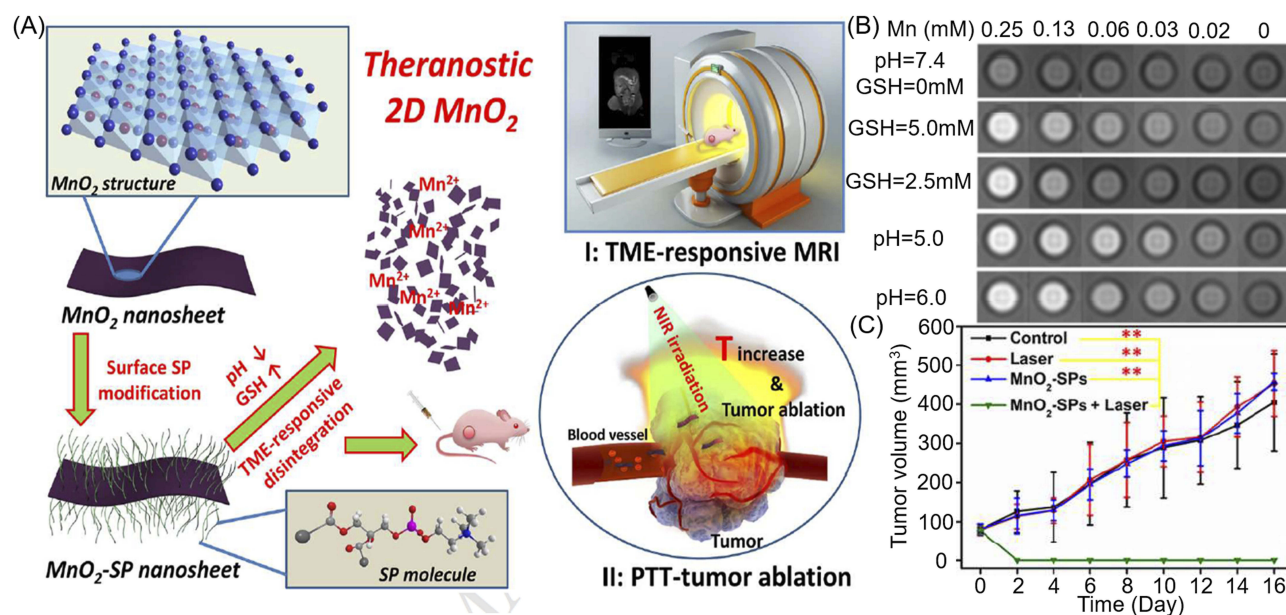 (A)
Theranostic
2D MnO2
MnO2 structure
MnO2 nanosheet
Surface SP
modification
pH ↓
GSH ↑
TME-responsive
disintegration
Mn2+
Mn2+
Mn2+
Mn2+
Mn2+
MnO2-SP nanosheet
SP molecule
I: TME-responsive MRI
NIR irradiation
T increase
&
Tumor ablation
Blood vessel
Tumor
II: PTT-tumor ablation
(B)
Mn (mM)
0.25 0.13 0.06 0.03 0.02 0
pH=7.4
GSH=0mM
GSH=5.0mM
GSH=2.5mM
pH=5.0
pH=6.0
(C)
Tumor volume (mm3)
600
500
400
300
200
100
0
Control **
Laser **
MnO2-SPs **
MnO2-SPs + Laser
0 2 4 6 8 10 12 14 16
Time (Day)